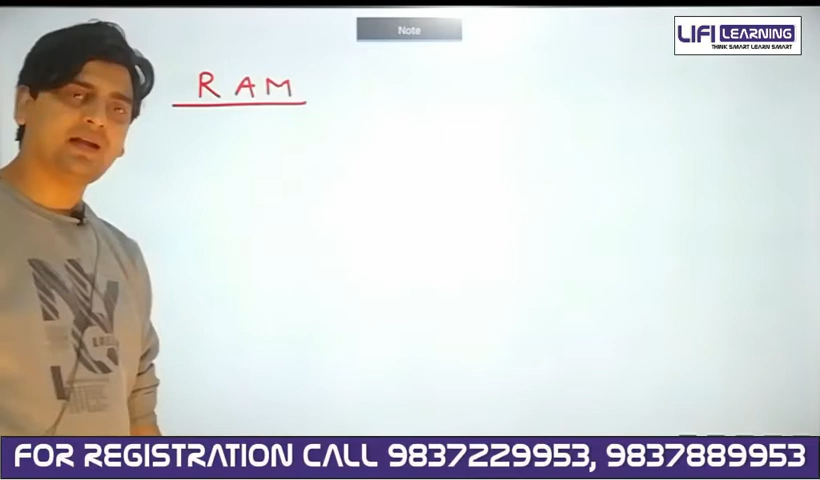 Note
LIFI LEARNING
THINK SMART LEARN SMART
RAM
FOR REGISTRATION CALL 9837229953, 9837889953